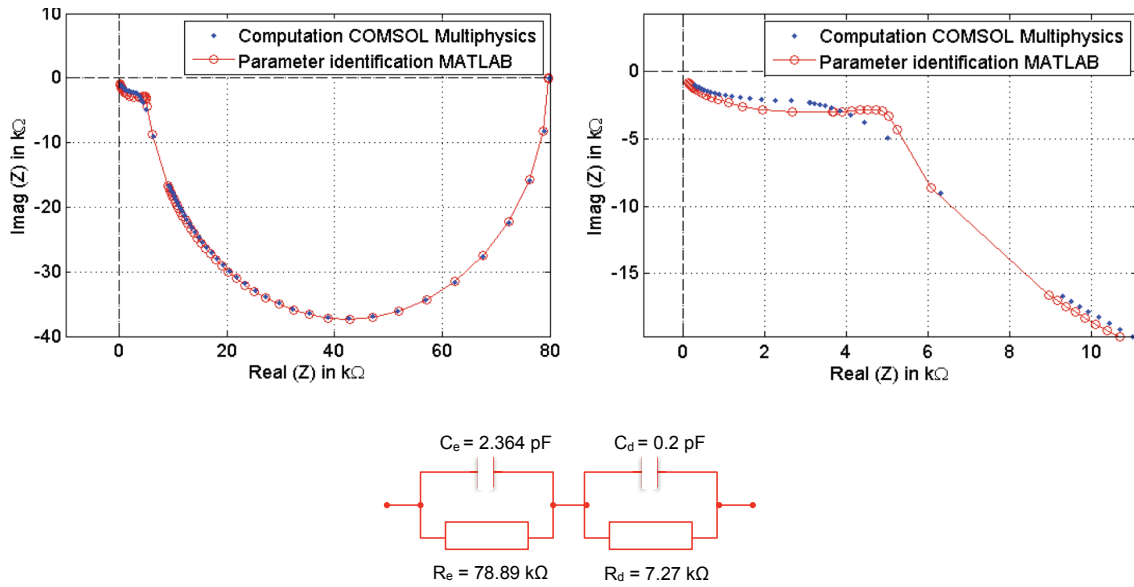 10
0
-10
-20
-30
-40
Imag (Z) in kΩ
0
20
40
60
80
Real (Z) in kΩ
Computation COMSOL Multiphysics
Parameter identification MATLAB
0
-5
-10
-15
Imag (Z) in kΩ
0
2
4
6
8
10
Real (Z) in kΩ
Computation COMSOL Multiphysics
Parameter identification MATLAB
Ce = 2.364 pF
Cd = 0.2 pF
Re = 78.89 kΩ
Rd = 7.27 kΩ